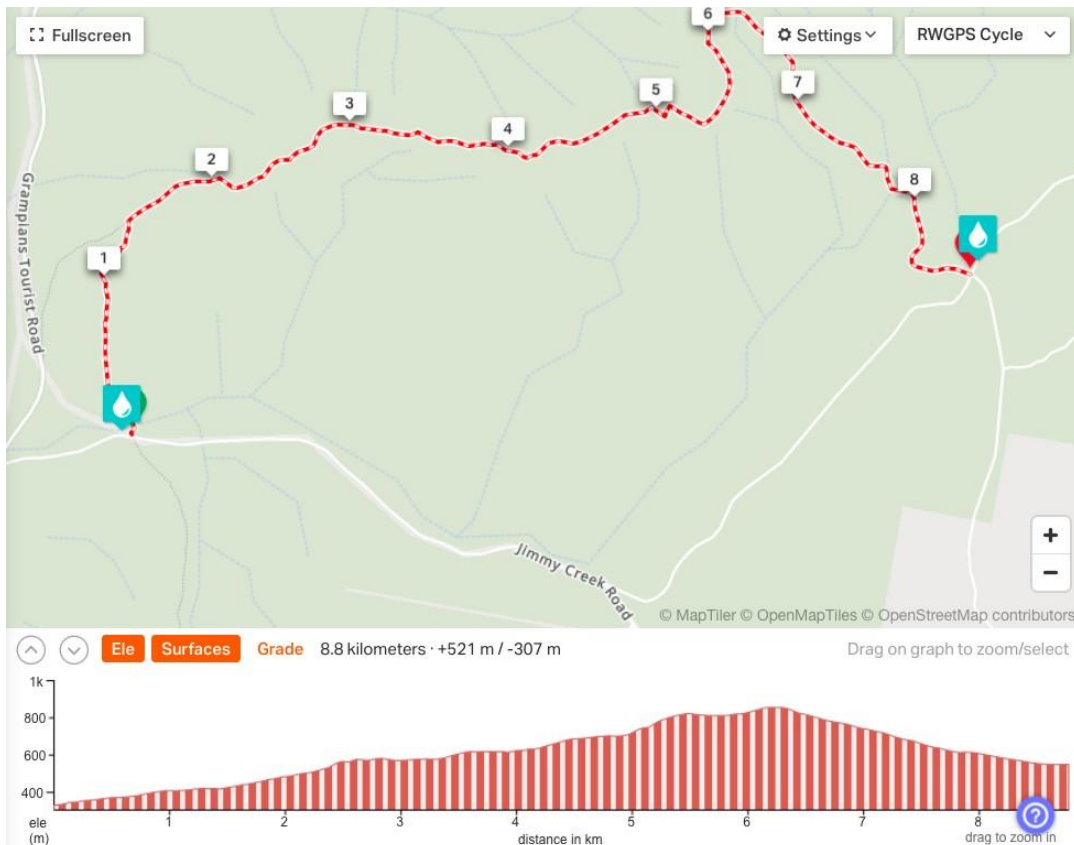 Fullscreen
Settings
RWGPS Cycle
6
7
5
3
4
2
8
1
Grampians Tourist Road
Jimmy Creek Road
+
−
© MapTiler © OpenMapTiles © OpenStreetMap contributors
Ele
Surfaces
Grade
8.8 kilometers · +521 m / -307 m
Drag on graph to zoom/select
1k
800
600
400
ele
(m)
1 2 3 4 5 6 7 8
distance in km
?
drag to zoom in